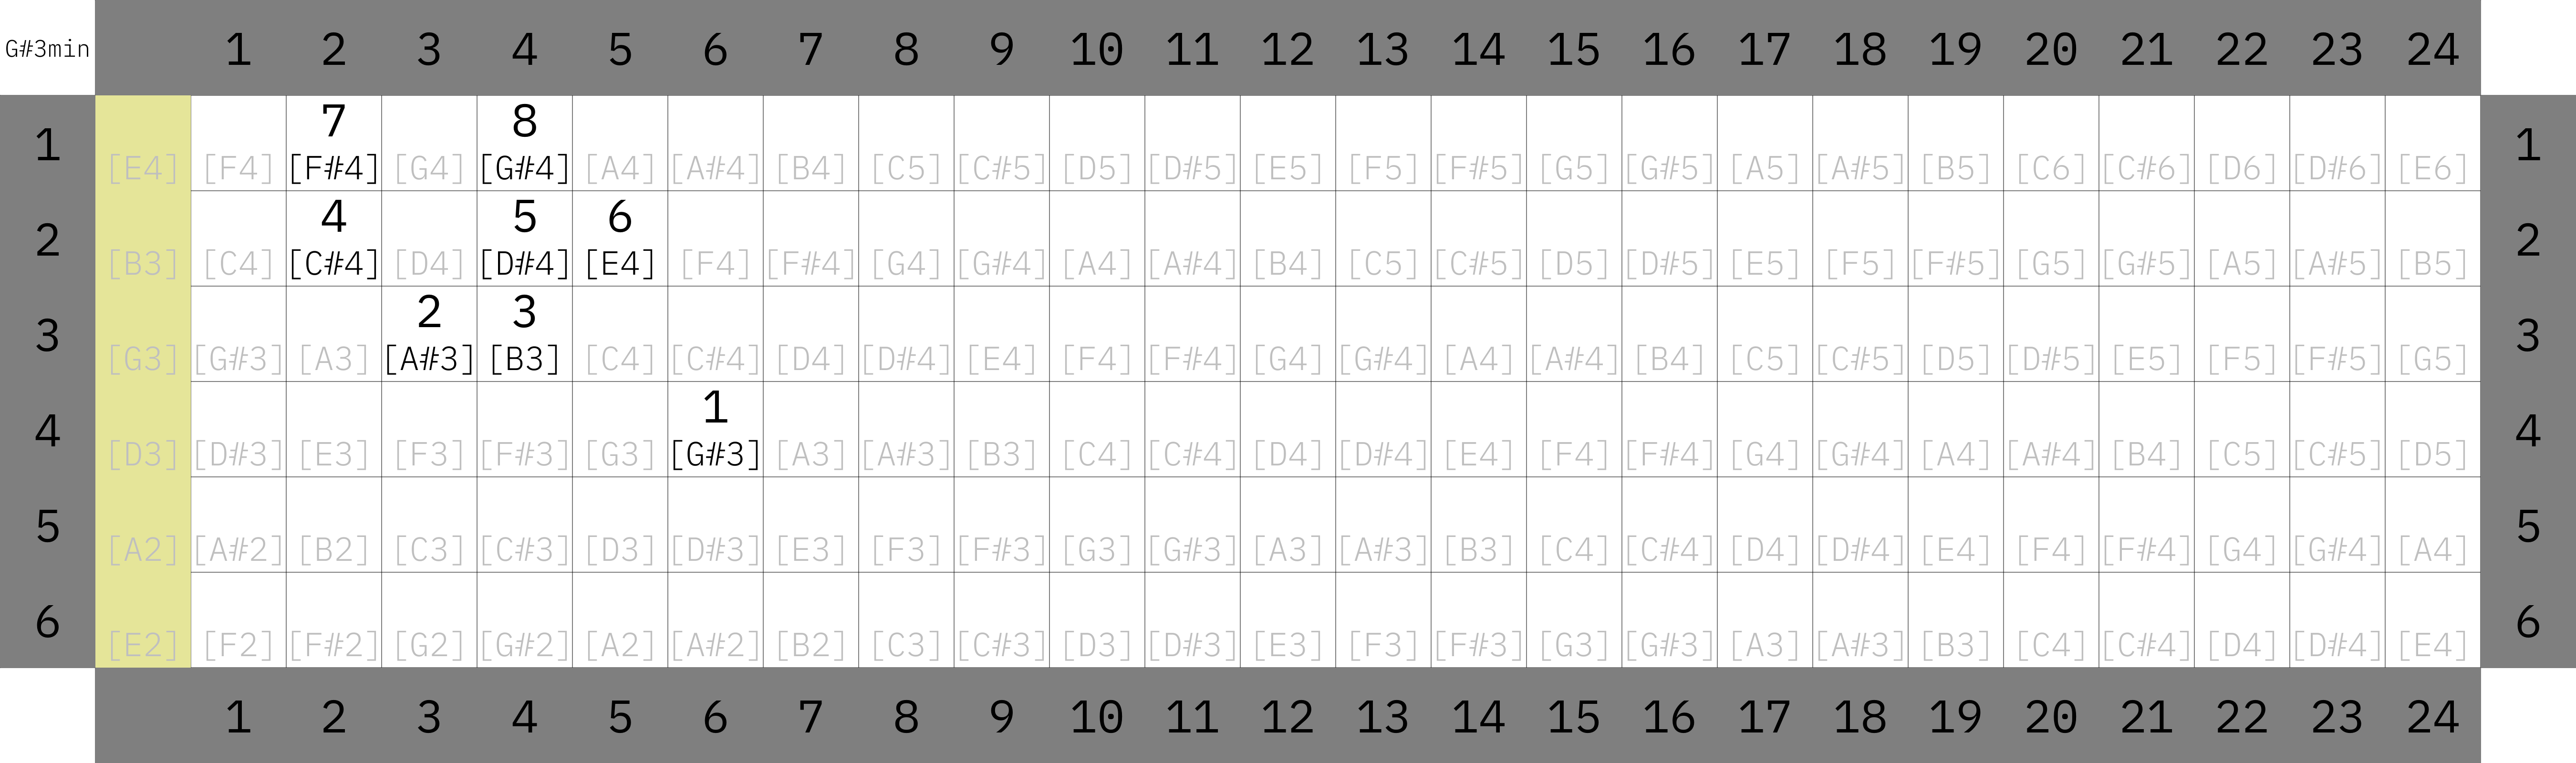 G#3min 1 2 3 4 5 6 7 8 9 10 11 12 13 14 15 16 17 18 19 20 21 22 23 24
7 8
1 [E4] [F4] [F#4] [G4] [G#4] [A4] [A#4] [B4] [C5] [C#5] [D5] [D#5] [E5] [F5] [F#5] [G5] [G#5] [A5] [A#5] [B5] [C6] [C#6] [D6] [D#6] [E6] 1
4 5 6
2 [B3] [C4] [C#4] [D4] [D#4] [E4] [F4] [F#4] [G4] [G#4] [A4] [A#4] [B4] [C5] [C#5] [D5] [D#5] [E5] [F5] [F#5] [G5] [G#5] [A5] [A#5] [B5] 2
2 3
3 [G3] [G#3] [A3] [A#3] [B3] [C4] [C#4] [D4] [D#4] [E4] [F4] [F#4] [G4] [G#4] [A4] [A#4] [B4] [C5] [C#5] [D5] [D#5] [E5] [F5] [F#5] [G5] 3
1
4 [D3] [D#3] [E3] [F3] [F#3] [G3] [G#3] [A3] [A#3] [B3] [C4] [C#4] [D4] [D#4] [E4] [F4] [F#4] [G4] [G#4] [A4] [A#4] [B4] [C5] [C#5] [D5] 4
5 [A2] [A#2] [B2] [C3] [C#3] [D3] [D#3] [E3] [F3] [F#3] [G3] [G#3] [A3] [A#3] [B3] [C4] [C#4] [D4] [D#4] [E4] [F4] [F#4] [G4] [G#4] [A4] 5
6 [E2] [F2] [F#2] [G2] [G#2] [A2] [A#2] [B2] [C3] [C#3] [D3] [D#3] [E3] [F3] [F#3] [G3] [G#3] [A3] [A#3] [B3] [C4] [C#4] [D4] [D#4] [E4] 6
1 2 3 4 5 6 7 8 9 10 11 12 13 14 15 16 17 18 19 20 21 22 23 24